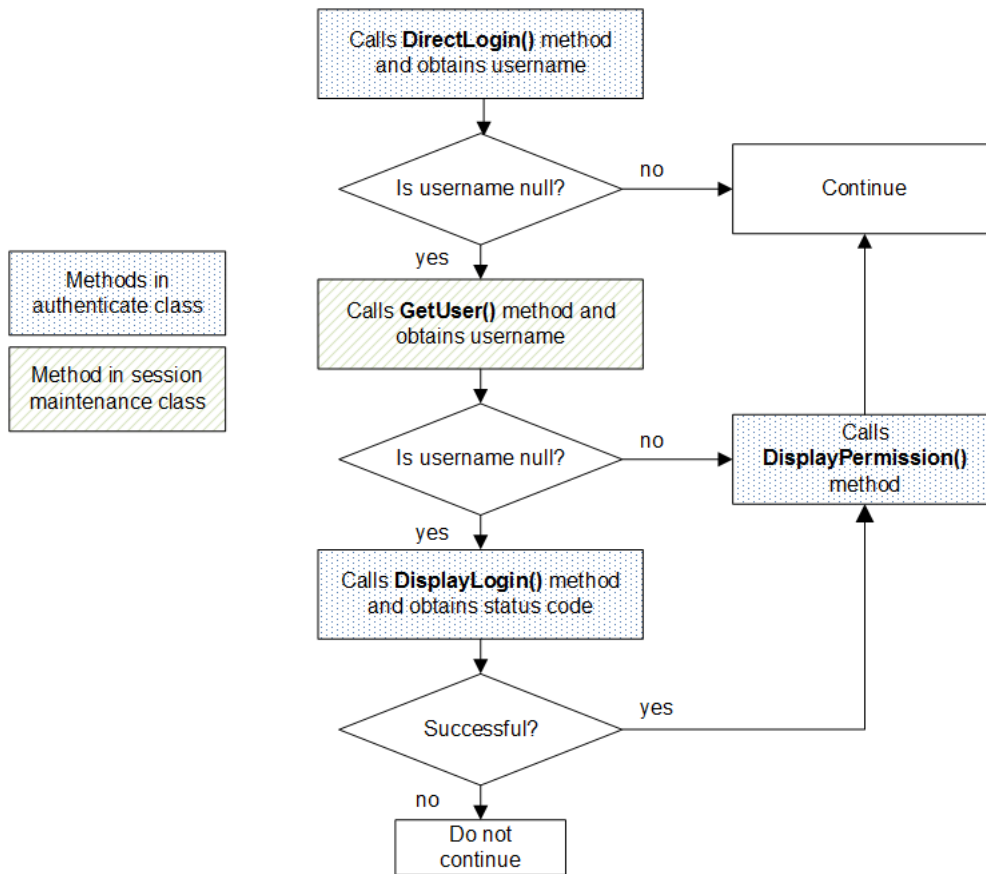 Calls DirectLogin() method
and obtains username
Is username null?
no
Continue
yes
Methods in
authenticate class
Calls GetUser() method and
obtains username
Method in session
maintenance class
Is username null?
no
Calls
DisplayPermission()
method
yes
Calls DisplayLogin() method
and obtains status code
Successful?
yes
no
Do not
continue